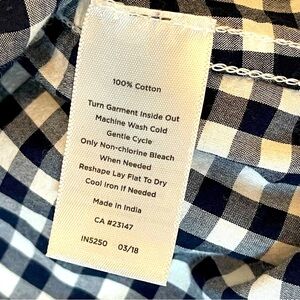 100% Cotton
Turn Garment Inside Out
Machine Wash Cold
Gentle Cycle
Only Non-chlorine Bleach
When Needed
Reshape Lay Flat To Dry
Cool Iron If Needed
Made In India
CA #23147
IN5250 03/18